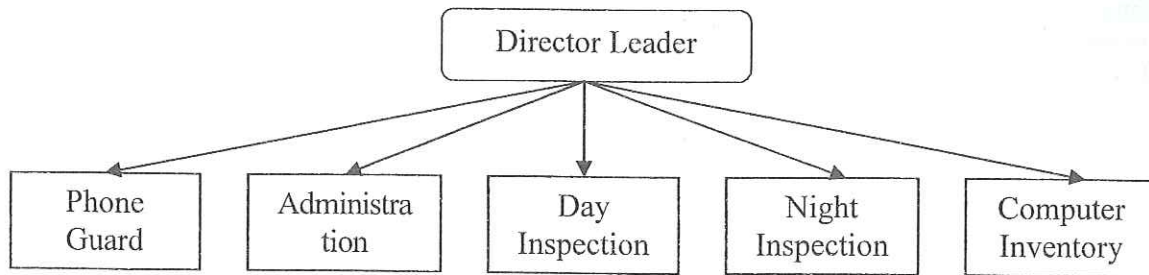 Director Leader
Phone
Guard
Administra
tion
Day
Inspection
Night
Inspection
Computer
Inventory